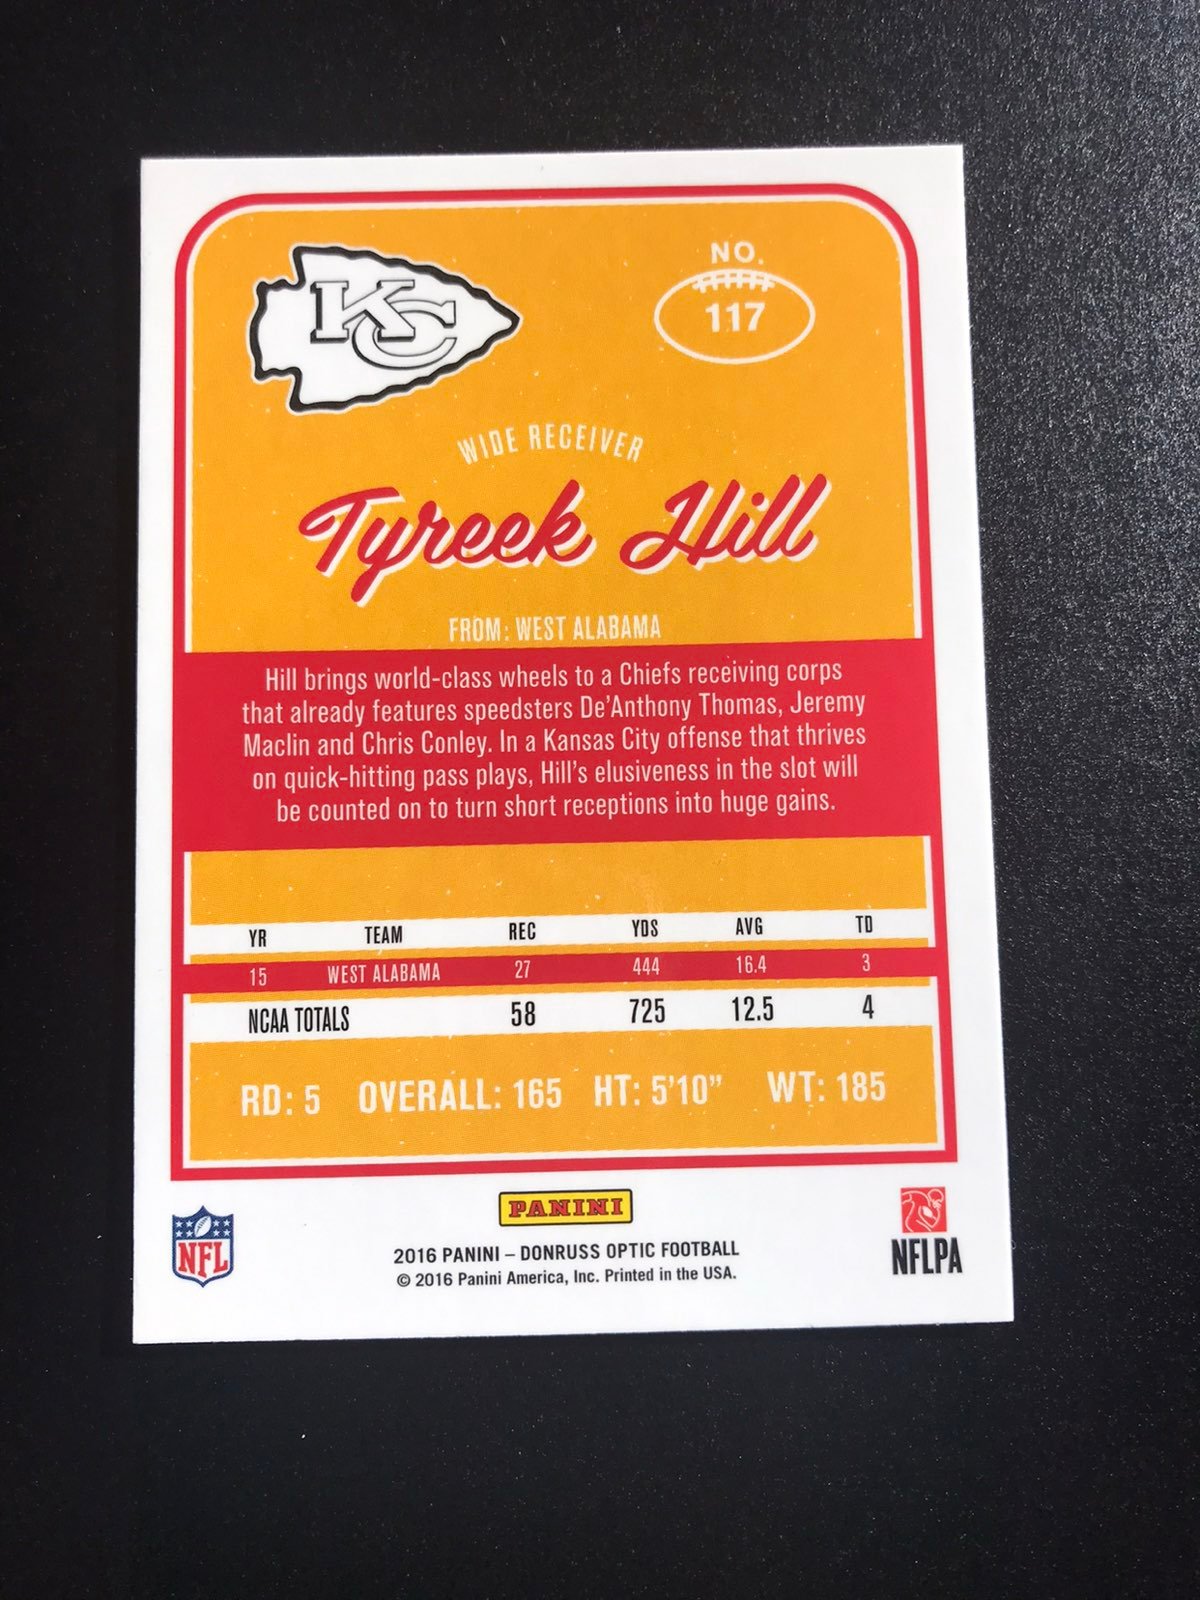 KC
NO.
117
WIDE RECEIVER
Tyreek Hill
FROM: WEST ALABAMA
Hill brings world-class wheels to a Chiefs receiving corps
that already features speedsters De'Anthony Thomas, Jeremy
Maclin and Chris Conley. In a Kansas City offense that thrives
on quick-hitting pass plays, Hill's elusiveness in the slot will
be counted on to turn short receptions into huge gains.
YR TEAM REC YDS AVG TD
15 WEST ALABAMA 27 444 16.4 3
NCAA TOTALS 58 725 12.5 4
RD: 5 OVERALL: 165 HT: 5'10" WT: 185
PANINI
NFL
2016 PANINI – DONRUSS OPTIC FOOTBALL
© 2016 Panini America, Inc. Printed in the USA.
NFLPA